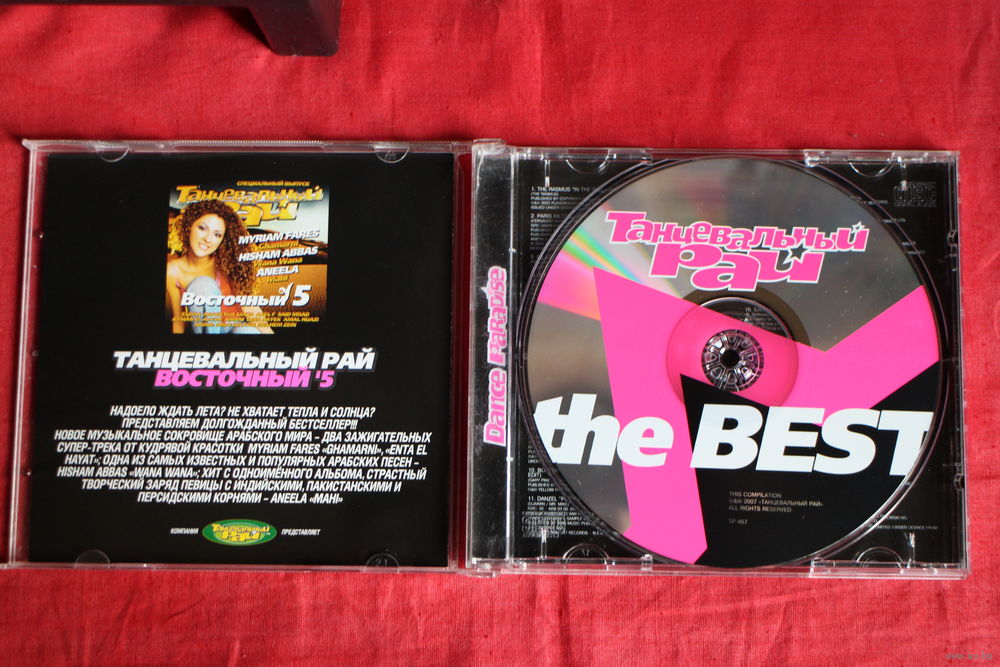 СПЕЦИАЛЬНЫЙ ВЫПУСК
Танцевальный
Рай
MYRIAM FARES
Ghamarni
HISHAM ABBAS
Wana Wana
ANEELA
Mahi
Восточный 5
ТАНЦЕВАЛЬНЫЙ РАЙ
ВОСТОЧНЫЙ '5
НАДОЕЛО ЖДАТЬ ЛЕТА? НЕ ХВАТАЕТ ТЕПЛА И СОЛНЦА?
ПРЕДСТАВЛЯЕМ ДОЛГОЖДАННЫЙ БЕСТСЕЛЛЕР!!!
НОВОЕ МУЗЫКАЛЬНОЕ СОКРОВИЩЕ АРАБСКОГО МИРА – ДВА ЗАЖИГАТЕЛЬНЫХ
СУПЕР-ТРЕКА ОТ КУДРЯВОЙ КРАСОТКИ MYRIAM FARES «GHAMARNI», «ENTA EL
HAYAT»; ОДНА ИЗ САМЫХ ИЗВЕСТНЫХ И ПОПУЛЯРНЫХ АРАБСКИХ ПЕСЕН –
HISHAM ABBAS «WANA WANA»; ХИТ С ОДНОИМЁННОГО АЛЬБОМА, СТРАСТНЫЙ
ТВОРЧЕСКИЙ ЗАРЯД ПЕВИЦЫ С ИНДИЙСКИМИ, ПАКИСТАНСКИМИ И
ПЕРСИДСКИМИ КОРНЯМИ – ANEELA «MAHI»
КОМПАНИЯ Танцевальный Рай ПРЕДСТАВЛЯЕТ
Dance Paradise
1. THE RASMUS "IN THE
2. PARIS
11. DANZEL
Танцевальный
Рай
the BEST
THIS COMPILATION
©&® 2007 «ТАНЦЕВАЛЬНЫЙ РАЙ»
ALL RIGHTS RESERVED
TP-467